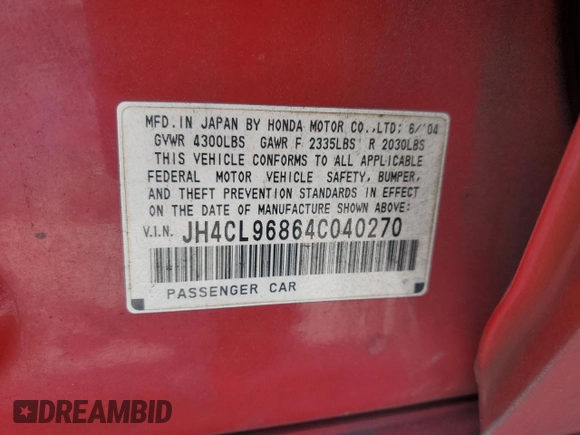 MFD.IN JAPAN BY HONDA MOTOR CO.,LTD: 6/'04
GVWR 4300LBS GAWR F 2335LBS R 2030LBS
THIS VEHICLE CONFORMS TO ALL APPLICABLE
FEDERAL MOTOR VEHICLE SAFETY, BUMPER,
AND THEFT PREVENTION STANDARDS IN EFFECT
ON THE DATE OF MANUFACTURE SHOWN ABOVE:
V.I.N. JH4CL96864C040270
PASSENGER CAR
DREAMBID